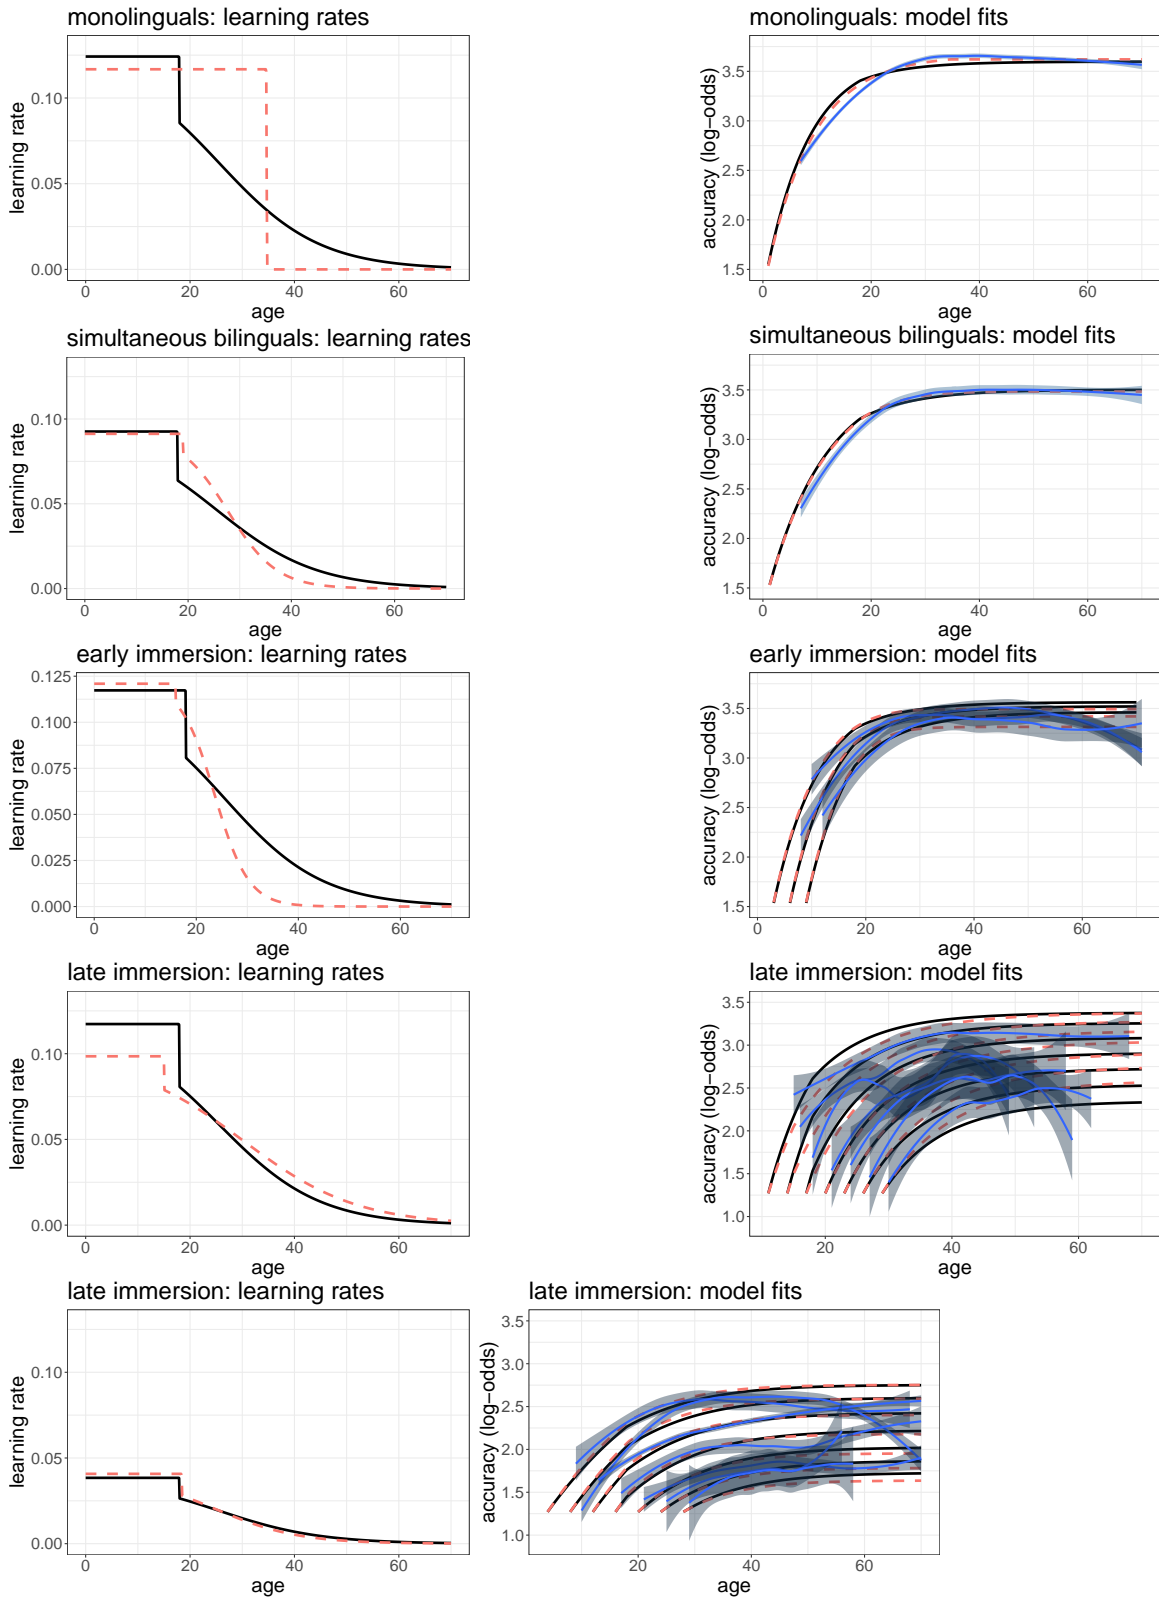 monolinguals: learning rates
learning rate
0.10
0.05
0.00
0
20
40
60
age
monolinguals: model fits
accuracy (log−odds)
3.5
3.0
2.5
2.0
1.5
0
20
40
60
age
simultaneous bilinguals: learning rates
learning rate
0.10
0.05
0.00
0
20
40
60
age
simultaneous bilinguals: model fits
accuracy (log−odds)
3.5
3.0
2.5
2.0
1.5
0
20
40
60
age
early immersion: learning rates
learning rate
0.125
0.100
0.075
0.050
0.025
0.000
0
20
40
60
age
early immersion: model fits
accuracy (log−odds)
3.5
3.0
2.5
2.0
1.5
0
20
40
60
age
late immersion: learning rates
learning rate
0.10
0.05
0.00
0
20
40
60
age
late immersion: model fits
accuracy (log−odds)
3.5
3.0
2.5
2.0
1.5
1.0
20
40
60
age
late immersion: learning rates
learning rate
0.10
0.05
0.00
0
20
40
60
age
late immersion: model fits
accuracy (log−odds)
3.5
3.0
2.5
2.0
1.5
1.0
20
40
60
age